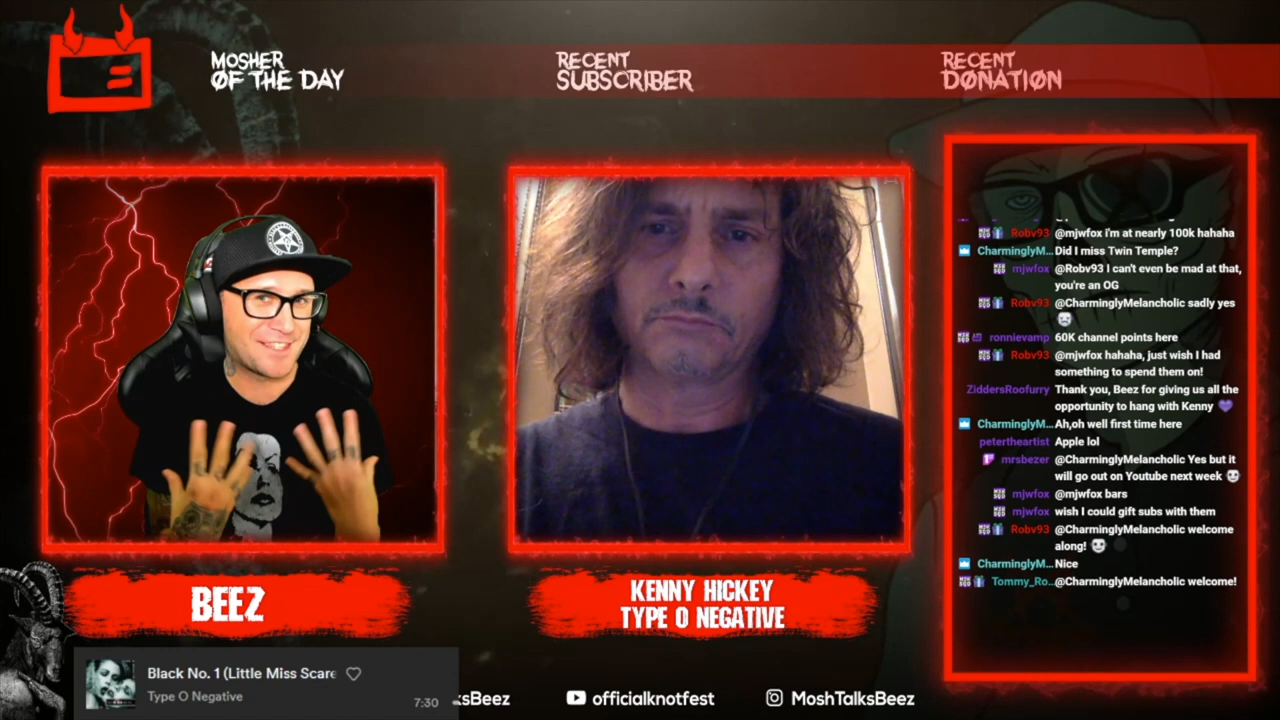 MOSHER
ØF THE DAY
RECENT
SUBSCRIBER
RECENT
DØNATIØN
Robv93 @mjwfox i'm at nearly 100k hahaha
CharminglyM... Did I miss Twin Temple?
mjwfox @Robv93 I can't even be mad at that,
you're an OG
Robv93 @CharminglyMelancholic sadly yes
ronnievamp 60K channel points here
Robv93 @mjwfox hahaha, just wish I had
something to spend them on!
ZiddersRoofurry Thank you, Beez for giving us all the
opportunity to hang with Kenny
CharminglyM... Ah,oh well first time here
petertheartist Apple lol
mrsbezer @CharminglyMelancholic Yes but it
will go out on Youtube next week
mjwfox @mjwfox bars
mjwfox wish I could gift subs with them
Robv93 @CharminglyMelancholic welcome
along!
CharminglyM... Nice
Tommy_Ro... @CharminglyMelancholic welcome!
BEEZ
KENNY HICKEY
TYPE O NEGATIVE
Black No. 1 (Little Miss Scare
Type O Negative
7:30
ksBeez
officialknotfest
MoshTalksBeez